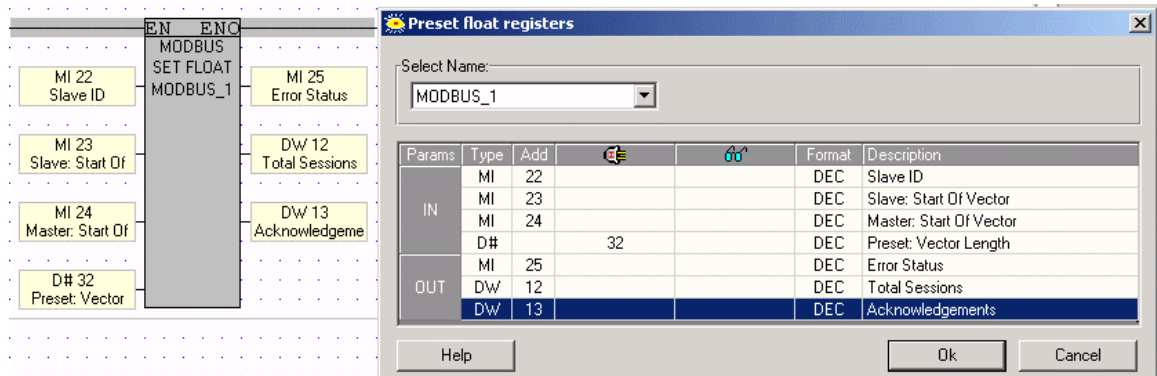 EN ENO
MODBUS
SET FLOAT
MODBUS_1
MI 22
Slave ID
MI 23
Slave: Start Of
MI 24
Master: Start Of
D# 32
Preset: Vector
MI 25
Error Status
DW 12
Total Sessions
DW 13
Acknowledgeme
Preset float registers
Select Name:
MODBUS_1
Params Type Add Format Description
IN
MI 22 DEC Slave ID
MI 23 DEC Slave: Start Of Vector
MI 24 DEC Master: Start Of Vector
D# 32 DEC Preset: Vector Length
OUT
MI 25 DEC Error Status
DW 12 DEC Total Sessions
DW 13 DEC Acknowledgements
Help Ok Cancel